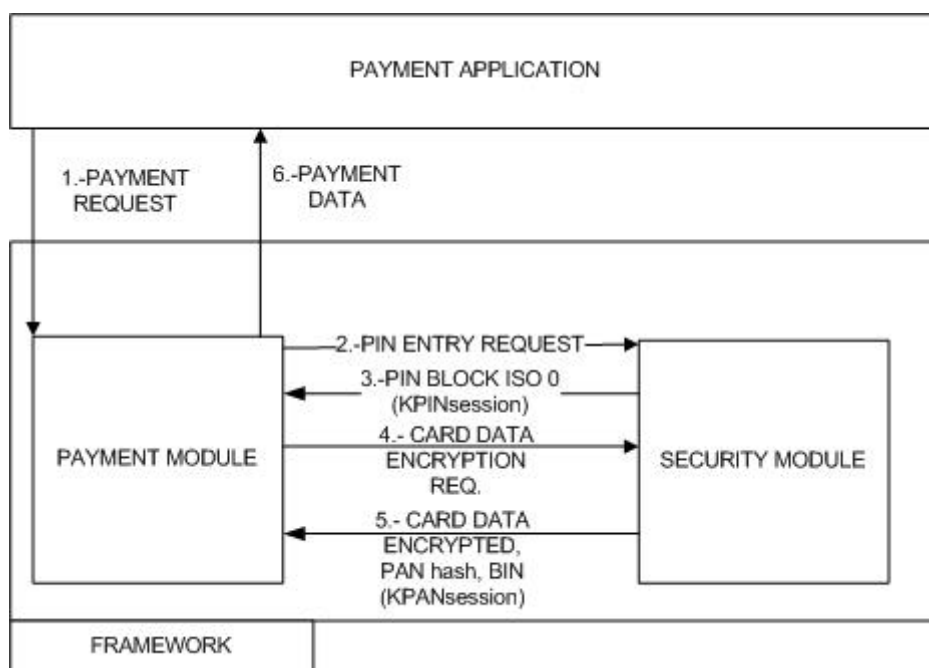 PAYMENT APPLICATION
1.-PAYMENT
REQUEST
6.-PAYMENT
DATA
2.-PIN ENTRY REQUEST
3.-PIN BLOCK ISO 0
(KPINsession)
4.- CARD DATA
ENCRYPTION
REQ.
PAYMENT MODULE
SECURITY MODULE
5.- CARD DATA
ENCRYPTED,
PAN hash, BIN
(KPANsession)
FRAMEWORK